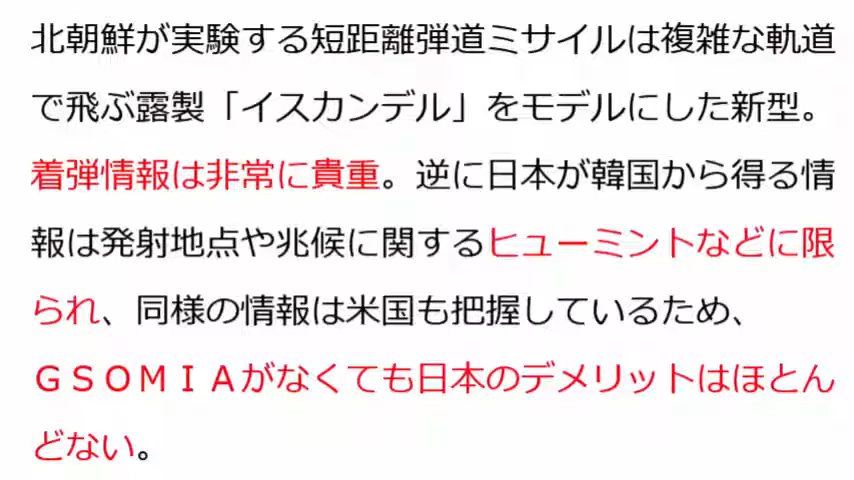 北朝鮮が実験する短距離弾道ミサイルは複雑な軌道
で飛ぶ露製「イスカンデル」をモデルにした新型。
着弾情報は非常に貴重。逆に日本が韓国から得る情
報は発射地点や兆候に関するヒューミントなどに限
られ、同様の情報は米国も把握しているため、
ＧＳＯＭＩＡがなくても日本のデメリットはほとん
どない。